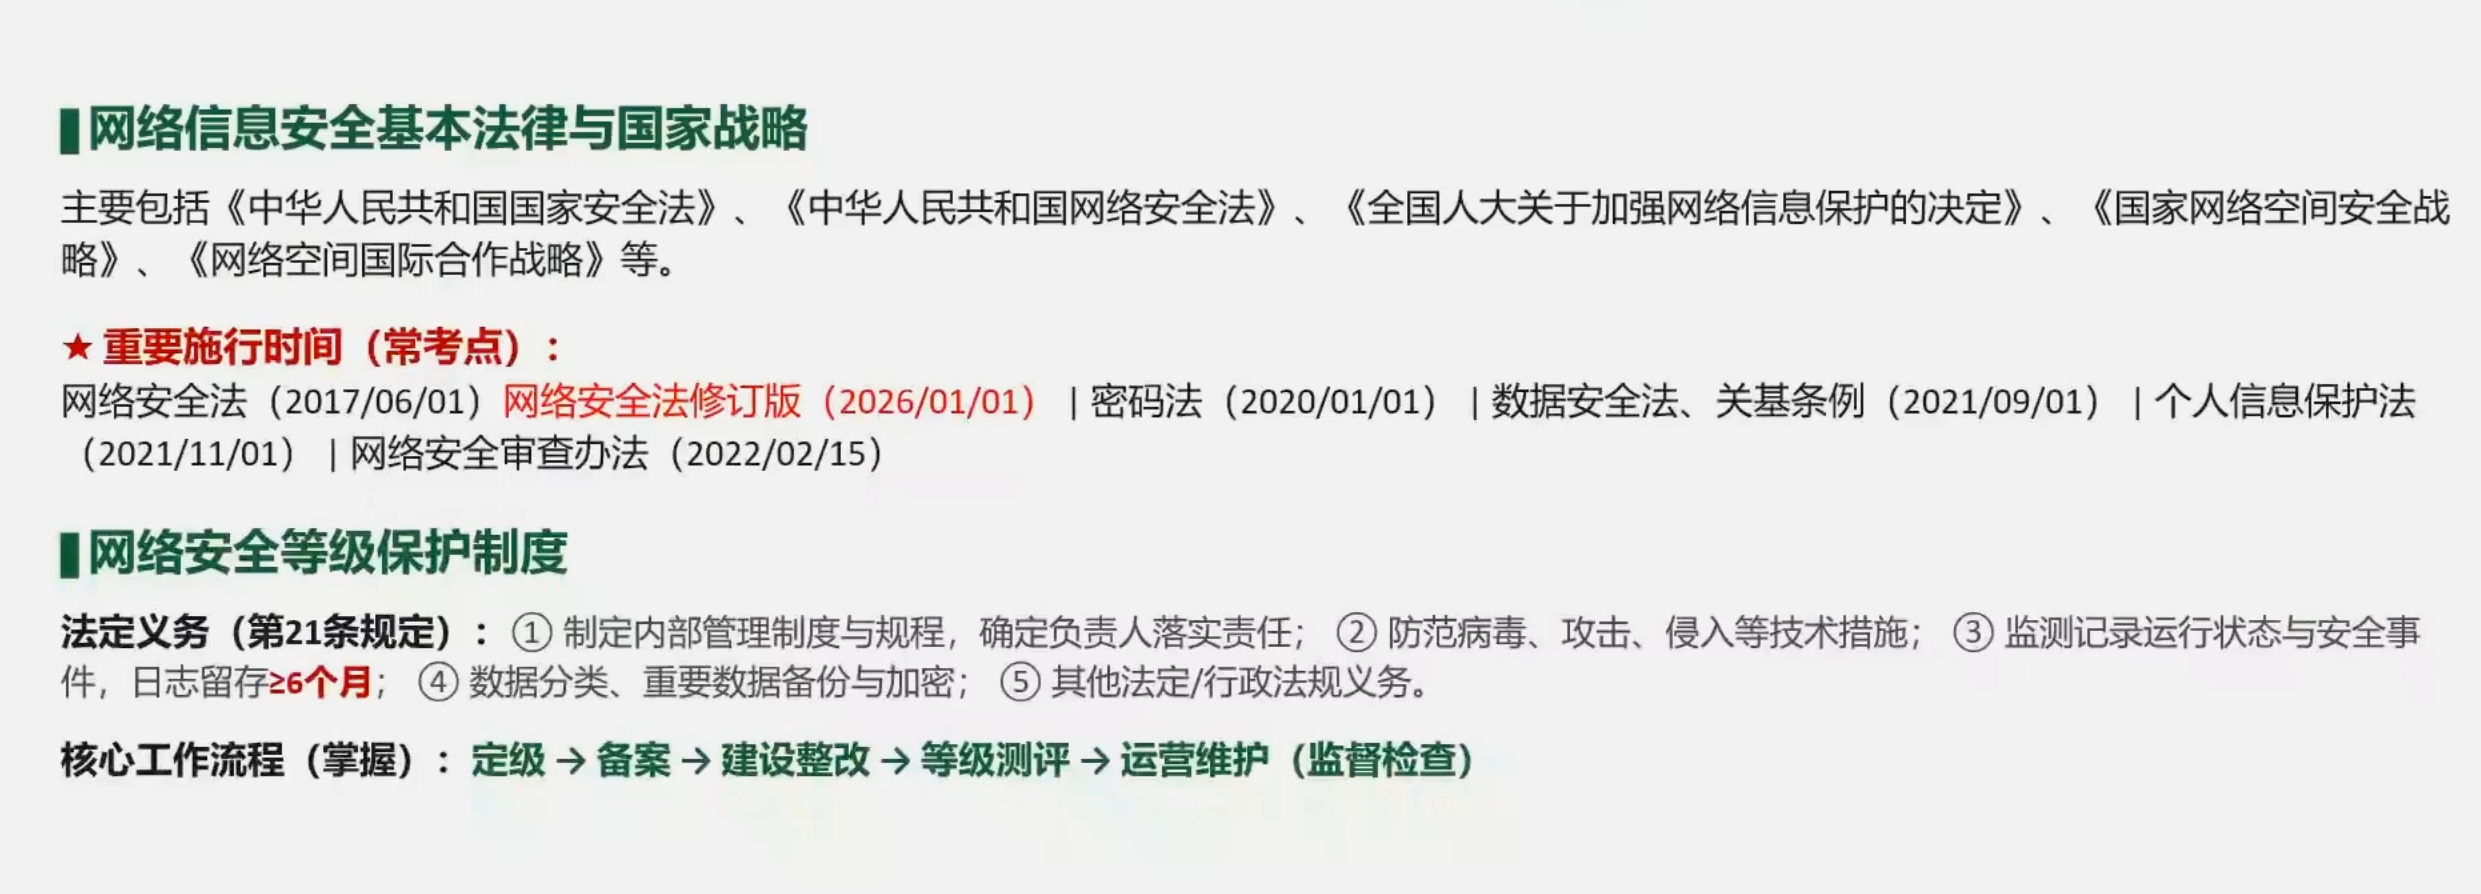 网络信息安全基本法律与国家战略
主要包括《中华人民共和国国家安全法》、《中华人民共和国网络安全法》、《全国人大关于加强网络信息保护的决定》、《国家网络空间安全战
略》、《网络空间国际合作战略》等。
★ 重要施行时间（常考点）：
网络安全法（2017/06/01）网络安全法修订版（2026/01/01） | 密码法（2020/01/01） | 数据安全法、关基条例（2021/09/01） | 个人信息保护法
（2021/11/01） | 网络安全审查办法（2022/02/15）
网络安全等级保护制度
法定义务（第21条规定）： ① 制定内部管理制度与规程，确定负责人落实责任； ② 防范病毒、攻击、侵入等技术措施； ③ 监测记录运行状态与安全事
件，日志留存≥6个月； ④ 数据分类、重要数据备份与加密； ⑤ 其他法定/行政法规义务。
核心工作流程（掌握）： 定级 → 备案 → 建设整改 → 等级测评 → 运营维护（监督检查）